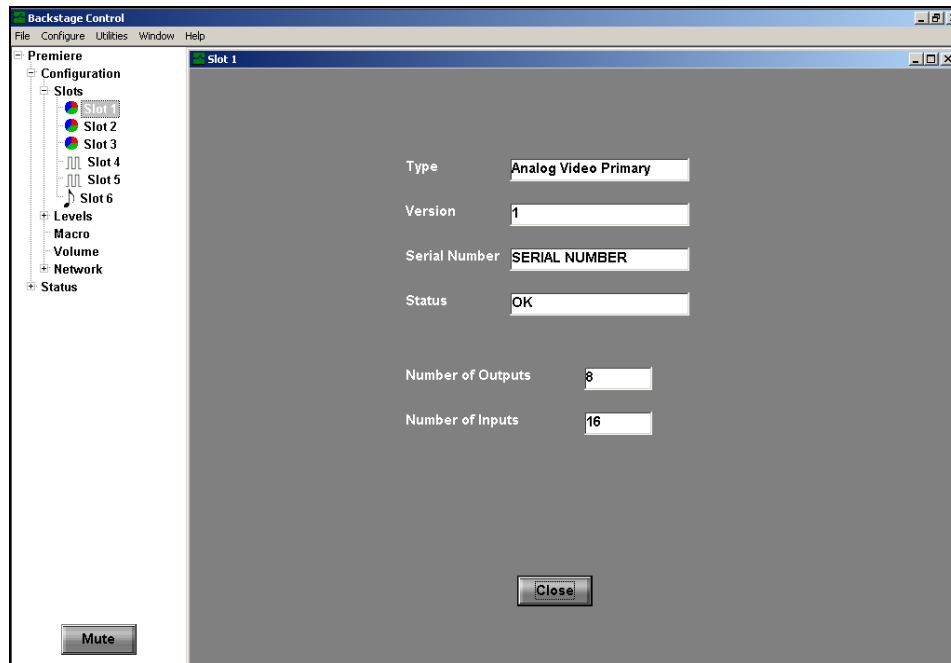 Backstage Control
File Configure Utilities Window Help
Premiere
Configuration
Slots
Slot 1
Slot 2
Slot 3
Slot 4
Slot 5
Slot 6
Levels
Macro
Volume
Network
Status
Mute
Slot 1
Type Analog Video Primary
Version 1
Serial Number SERIAL NUMBER
Status OK
Number of Outputs 8
Number of Inputs 16
Close